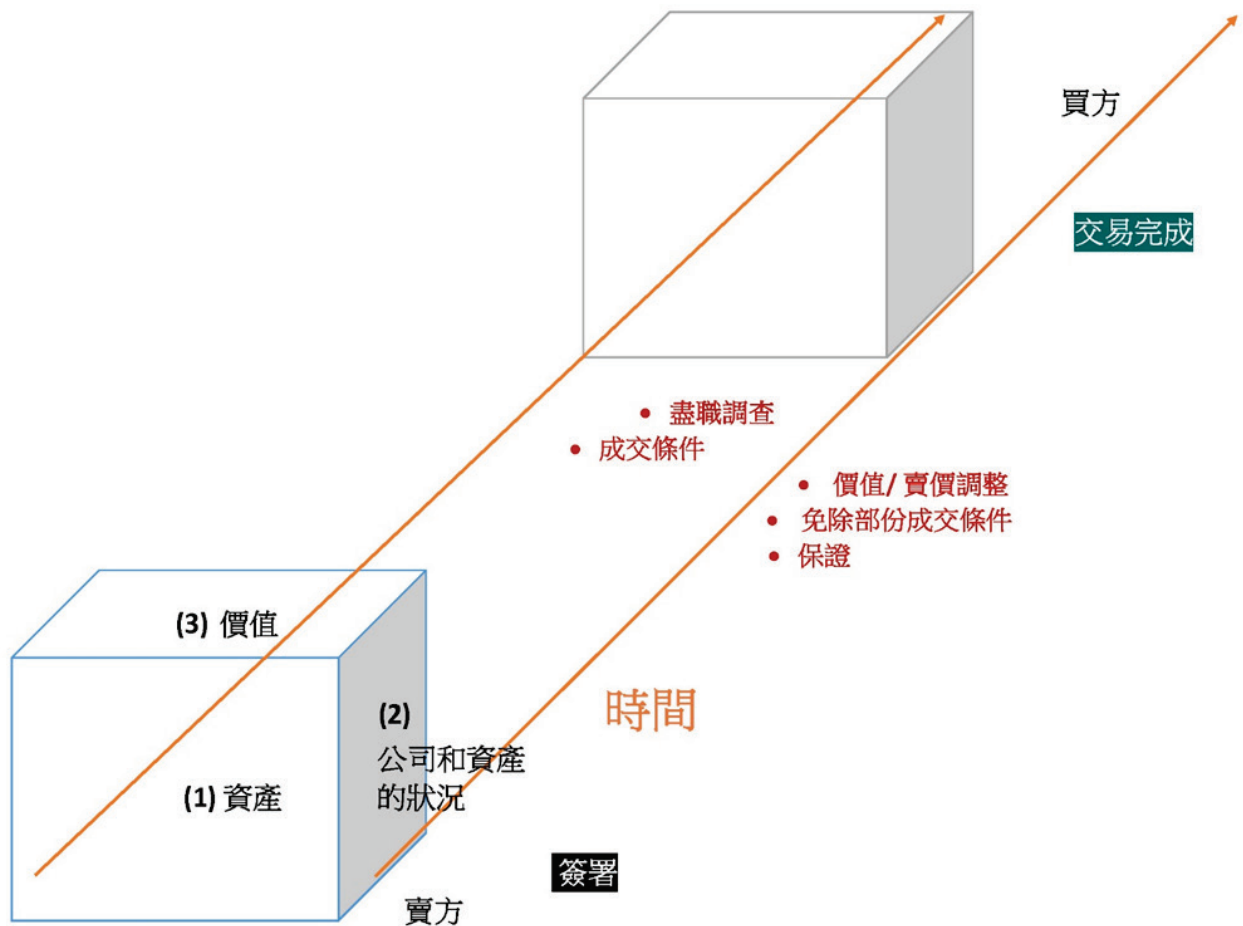 買方
交易完成
• 盡職調查
• 成交條件
• 價值/ 賣價調整
• 免除部份成交條件
• 保證
(3) 價值
時間
(2)
公司和資產
的狀況
(1) 資產
簽署
賣方